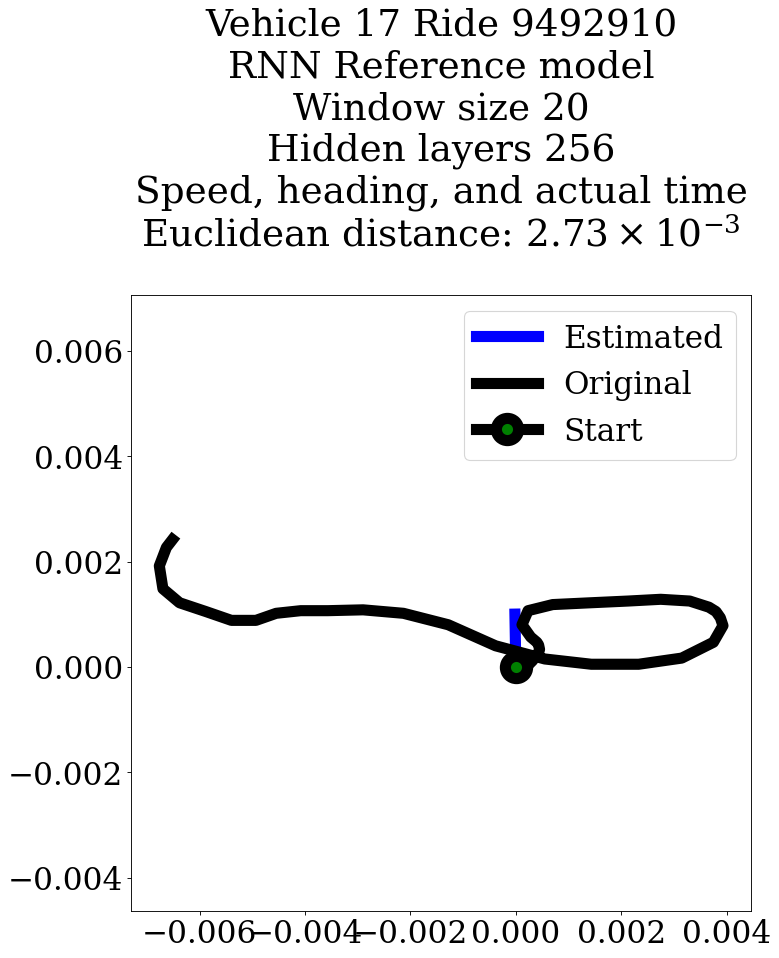 Vehicle 17 Ride 9492910
RNN Reference model
Window size 20
Hidden layers 256
Speed, heading, and actual time
Euclidean distance: 2.73 × 10⁻³
Estimated
Original
Start
0.006
0.004
0.002
0.000
−0.002
−0.004
−0.006 −0.004 −0.002 0.000 0.002 0.004